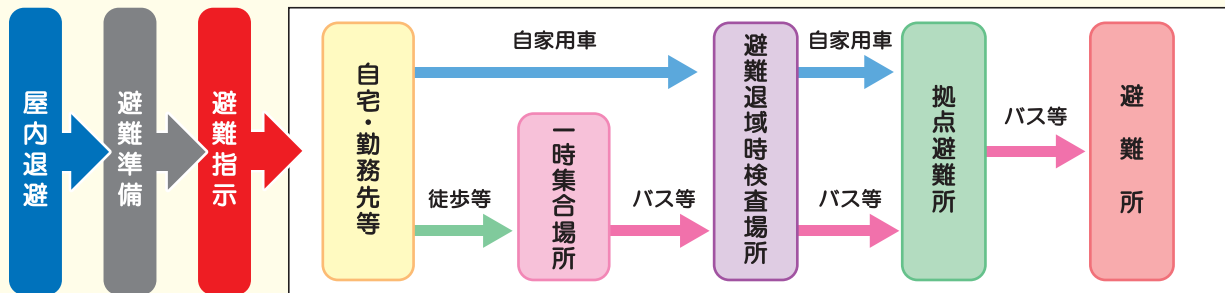 屋内退避
避難準備
避難指示
自宅・勤務先等
自家用車
徒歩等
一時集合場所
バス等
避難退域時検査場所
自家用車
バス等
拠点避難所
バス等
避難所